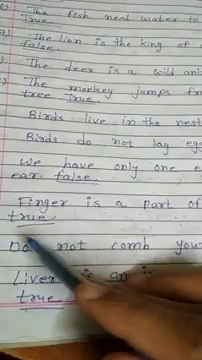 The fish need water to
True.
The lion is the king of
false.
The deer is a wild ani
The monkey jumps fr
tree True
Birds live in the nest
Birds do not lay eg
we have only one e
ear false.
Finger is a part of
true
Do not comb you
Liver is an
true